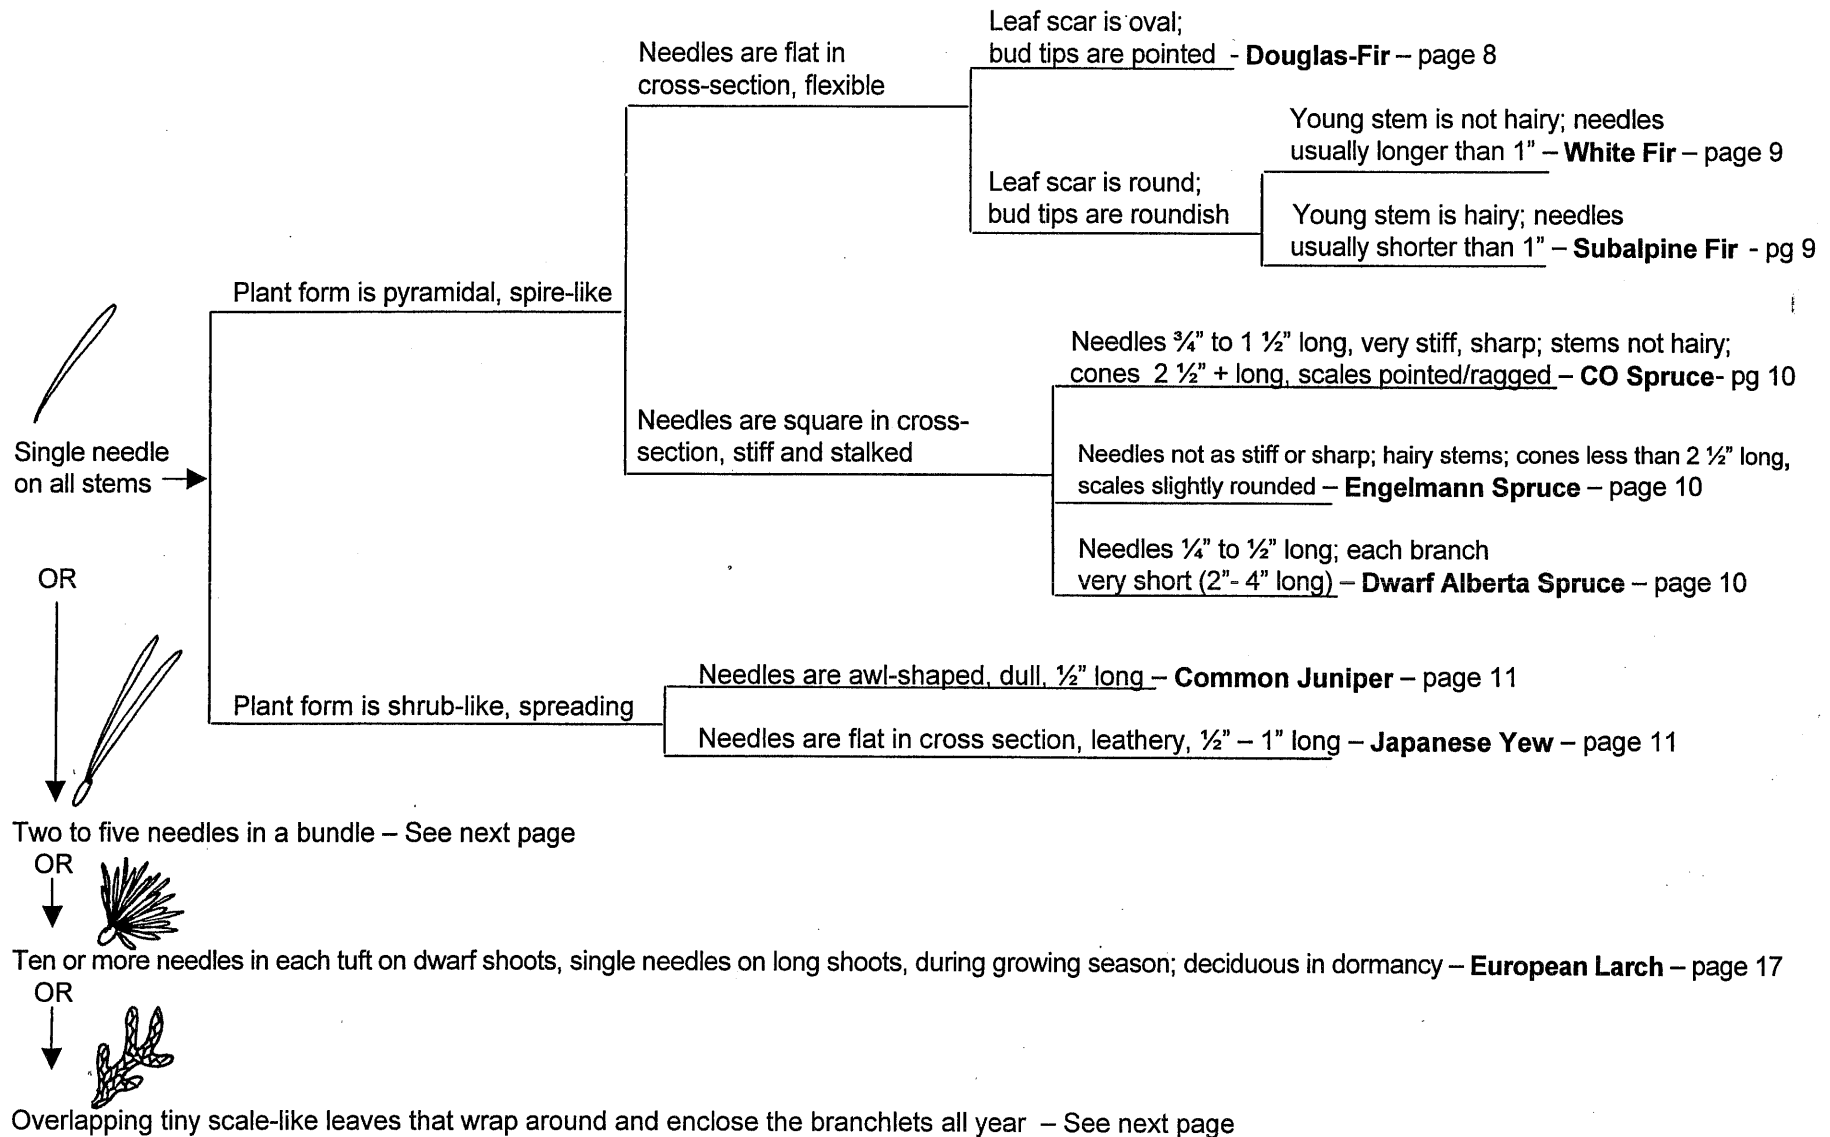 Leaf scar is oval;
bud tips are pointed - Douglas-Fir – page 8
Needles are flat in
cross-section, flexible
Young stem is not hairy; needles
usually longer than 1” – White Fir – page 9
Leaf scar is round;
bud tips are roundish
Young stem is hairy; needles
usually shorter than 1” – Subalpine Fir - pg 9
Plant form is pyramidal, spire-like
Needles ¾” to 1 ½” long, very stiff, sharp; stems not hairy;
cones 2 ½” + long, scales pointed/ragged – CO Spruce- pg 10
Needles are square in cross-
section, stiff and stalked
Single needle
on all stems
Needles not as stiff or sharp; hairy stems; cones less than 2 ½” long,
scales slightly rounded – Engelmann Spruce – page 10
Needles ¼” to ½” long; each branch
very short (2”- 4” long) – Dwarf Alberta Spruce – page 10
OR
Needles are awl-shaped, dull, ½” long – Common Juniper – page 11
Plant form is shrub-like, spreading
Needles are flat in cross section, leathery, ½” – 1” long – Japanese Yew – page 11
Two to five needles in a bundle – See next page
OR
Ten or more needles in each tuft on dwarf shoots, single needles on long shoots, during growing season; deciduous in dormancy – European Larch – page 17
OR
Overlapping tiny scale-like leaves that wrap around and enclose the branchlets all year – See next page